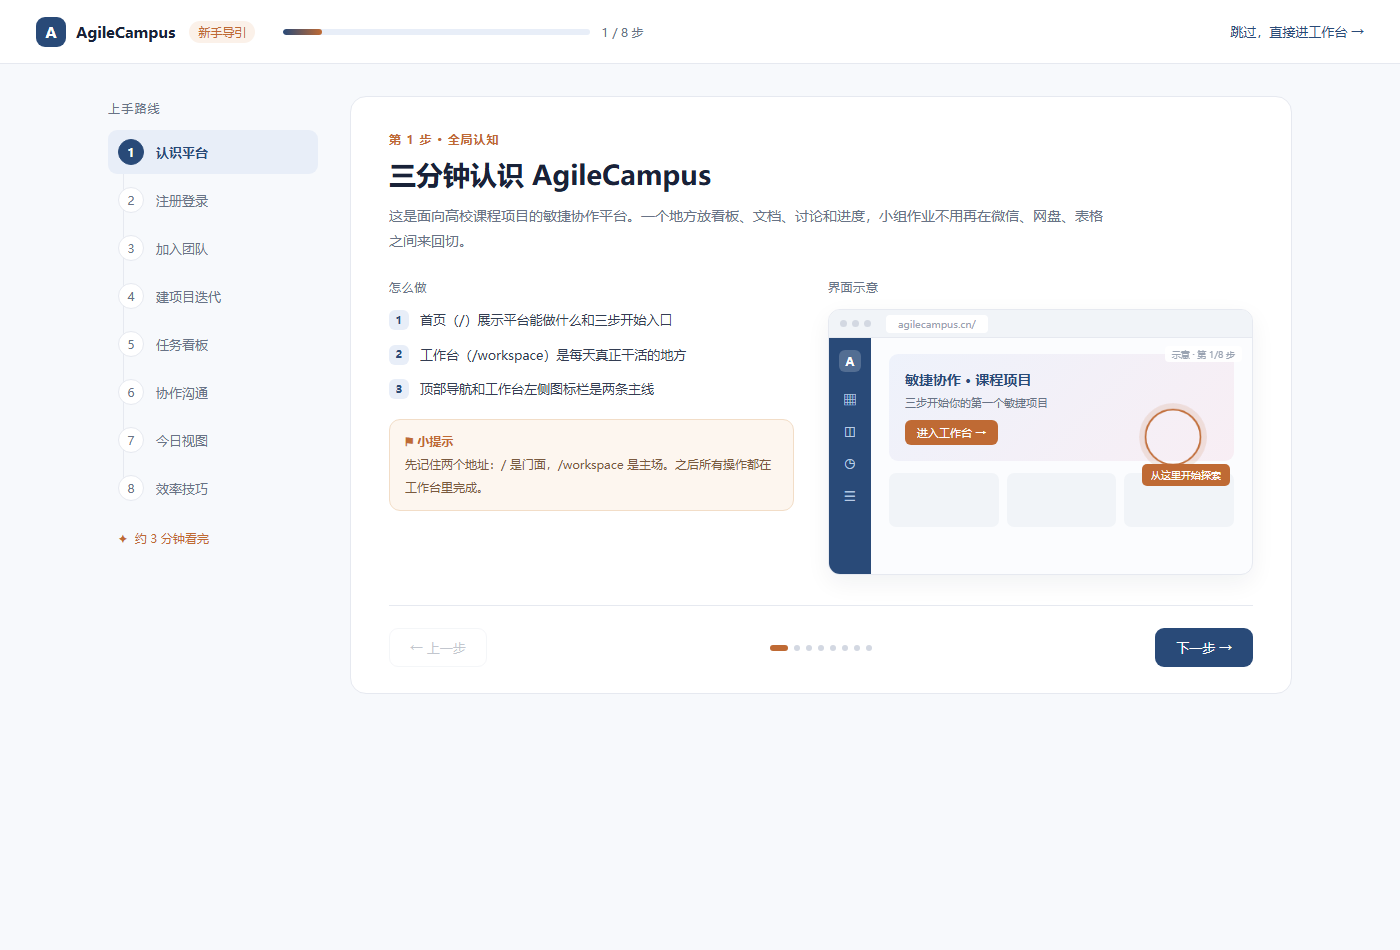 A AgileCampus 新手导引 1 / 8 步 跳过，直接进工作台 →
上手路线
1 认识平台
2 注册登录
3 加入团队
4 建项目迭代
5 任务看板
6 协作沟通
7 今日视图
8 效率技巧
✦ 约 3 分钟看完
第 1 步 · 全局认知
三分钟认识 AgileCampus
这是面向高校课程项目的敏捷协作平台。一个地方放看板、文档、讨论和进度，小组作业不用再在微信、网盘、表格
之间来回切。
怎么做
1 首页（/）展示平台能做什么和三步开始入口
2 工作台（/workspace）是每天真正干活的地方
3 顶部导航和工作台左侧图标栏是两条主线
⚑ 小提示
先记住两个地址：/ 是门面，/workspace 是主场。之后所有操作都在
工作台里完成。
界面示意
agilecampus.cn/
A
示意 · 第 1/8 步
敏捷协作 · 课程项目
三步开始你的第一个敏捷项目
进入工作台 →
从这里开始探索
← 上一步
下一步 →